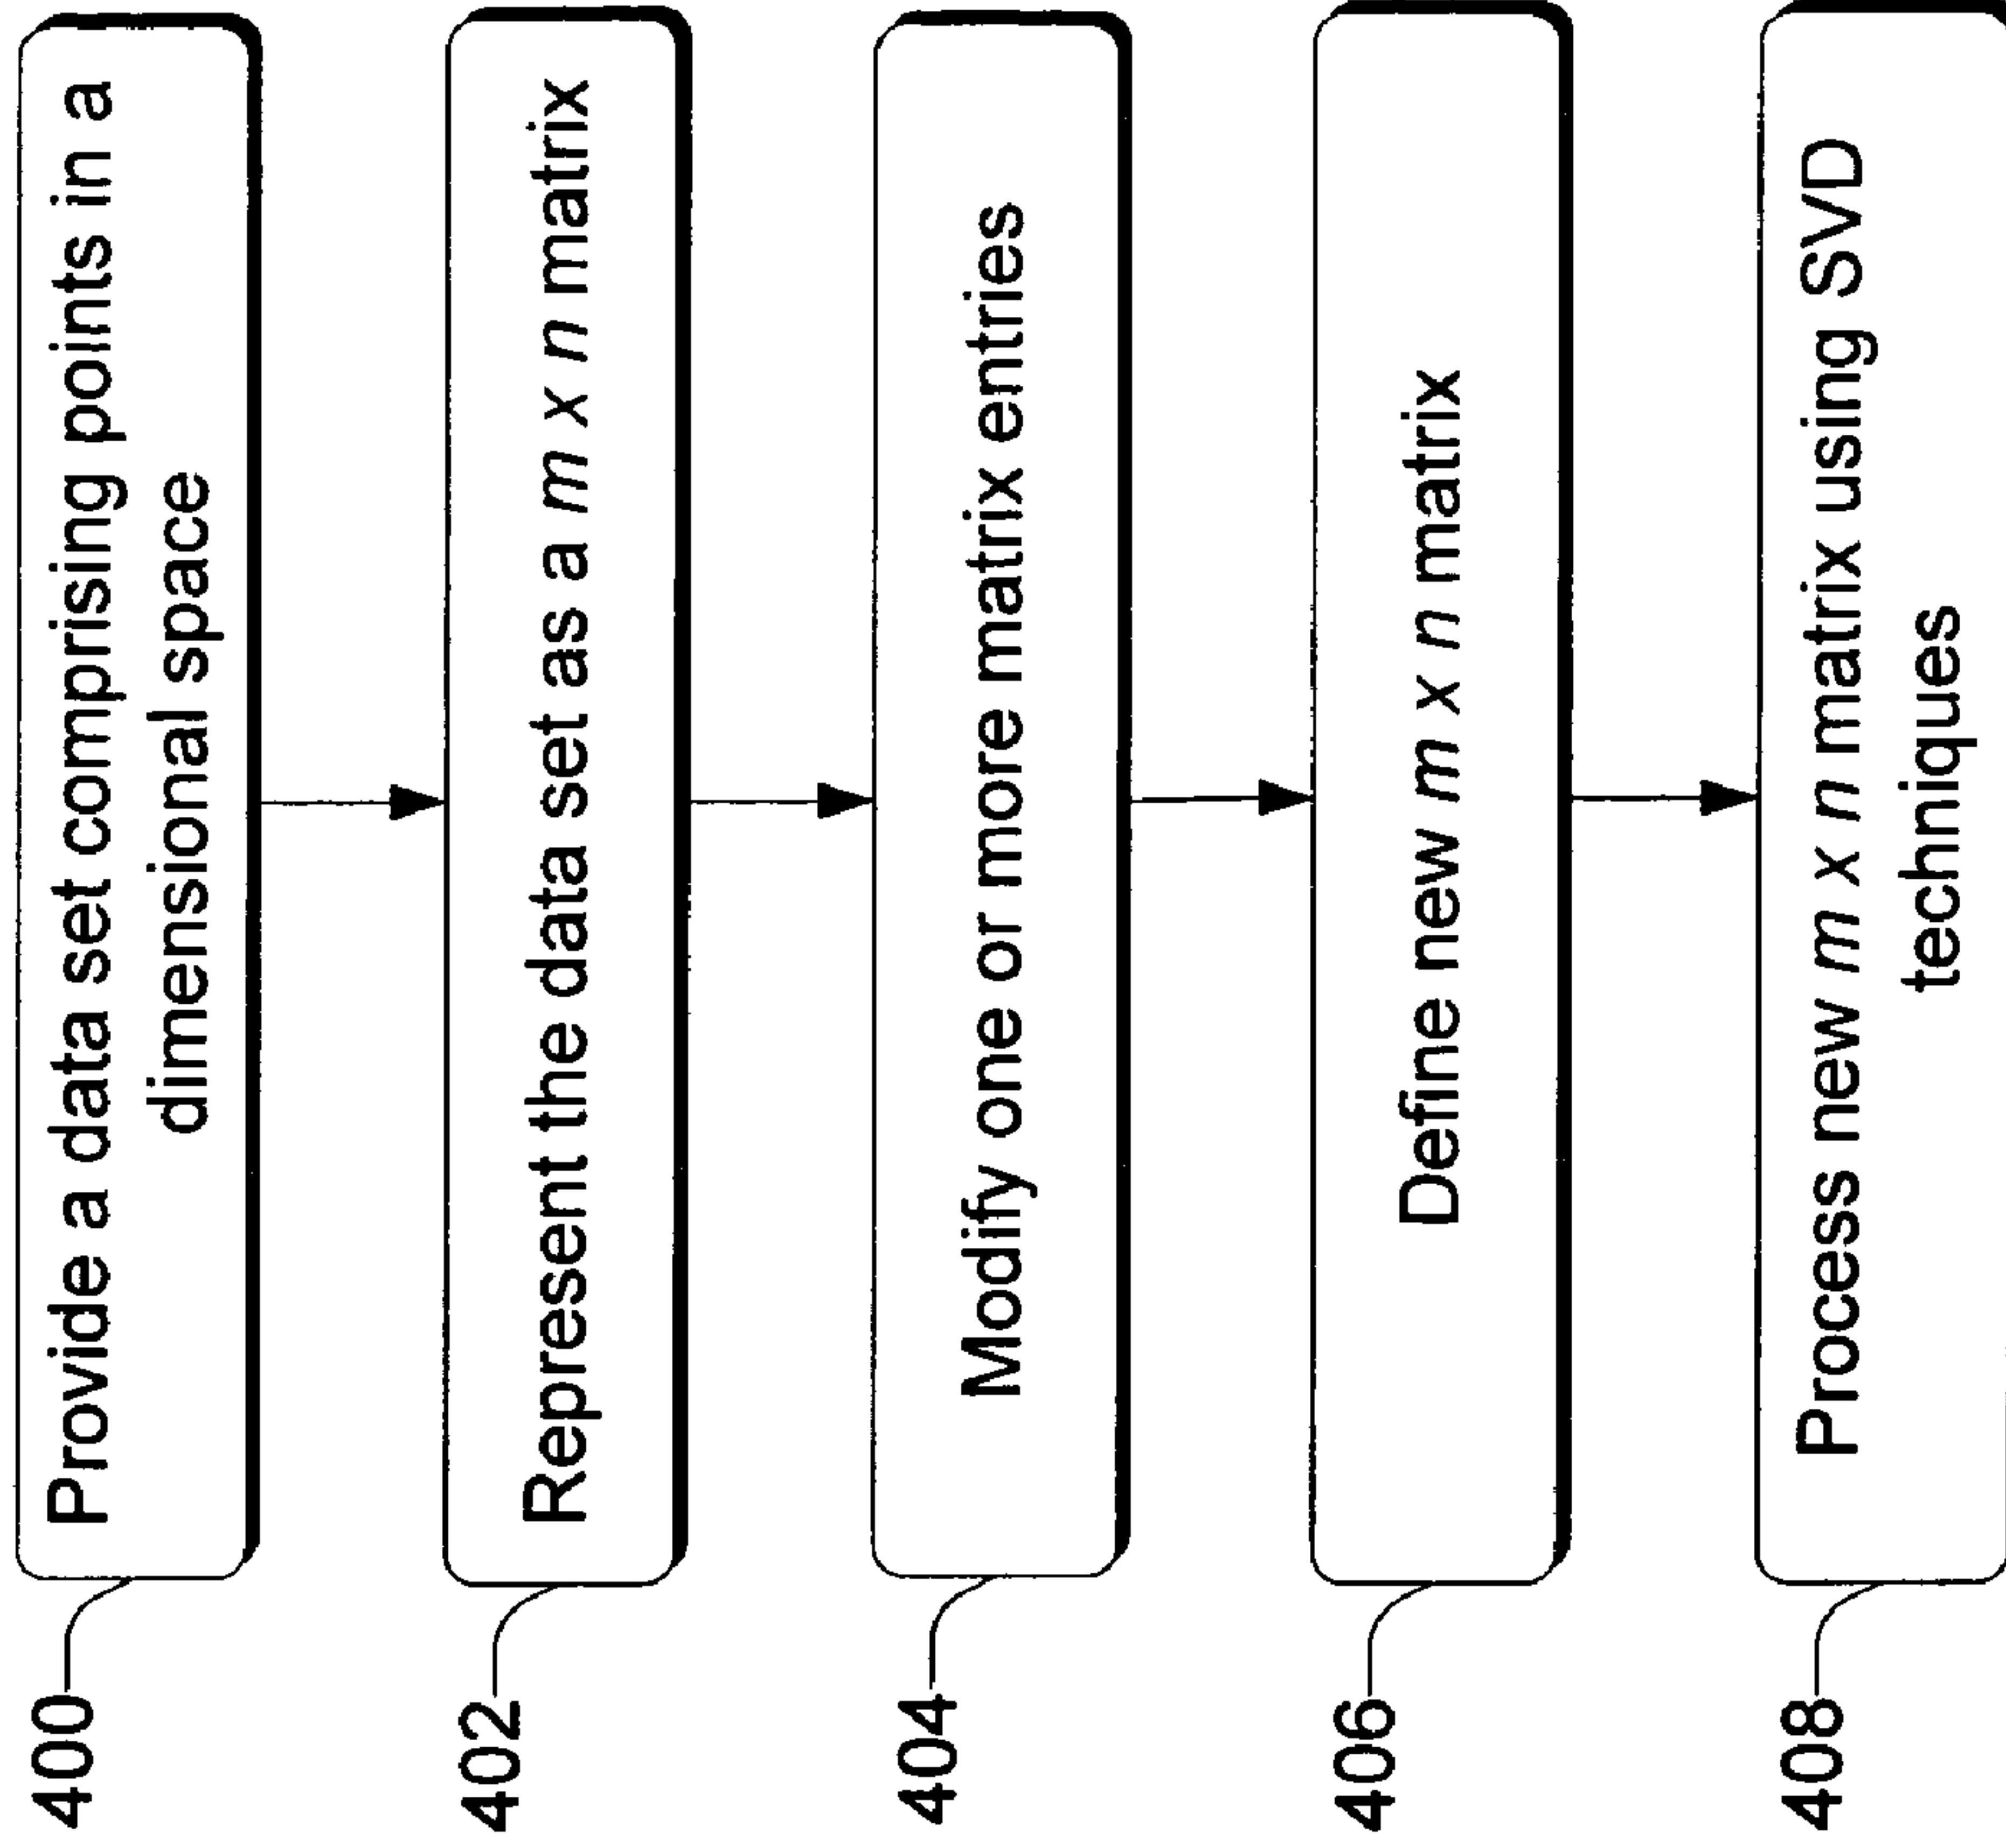 400
Provide a data set comprising points in a
dimensional space
402
Represent the data set as a m x n matrix
404
Modify one or more matrix entries
406
Define new m x n matrix
408
Process new m x n matrix using SVD
techniques